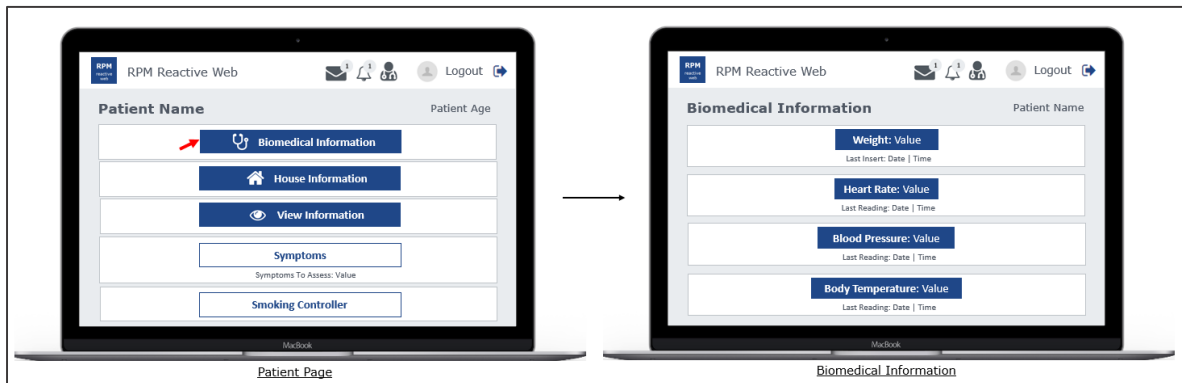 RPM
reactive
web
RPM Reactive Web
1
1
Logout
Patient Name
Patient Age
Biomedical Information
House Information
View Information
Symptoms
Symptoms To Assess: Value
Smoking Controller
MacBook
Patient Page
RPM
reactive
web
RPM Reactive Web
1
1
Logout
Biomedical Information
Patient Name
Weight: Value
Last Insert: Date | Time
Heart Rate: Value
Last Reading: Date | Time
Blood Pressure: Value
Last Reading: Date | Time
Body Temperature: Value
Last Reading: Date | Time
MacBook
Biomedical Information